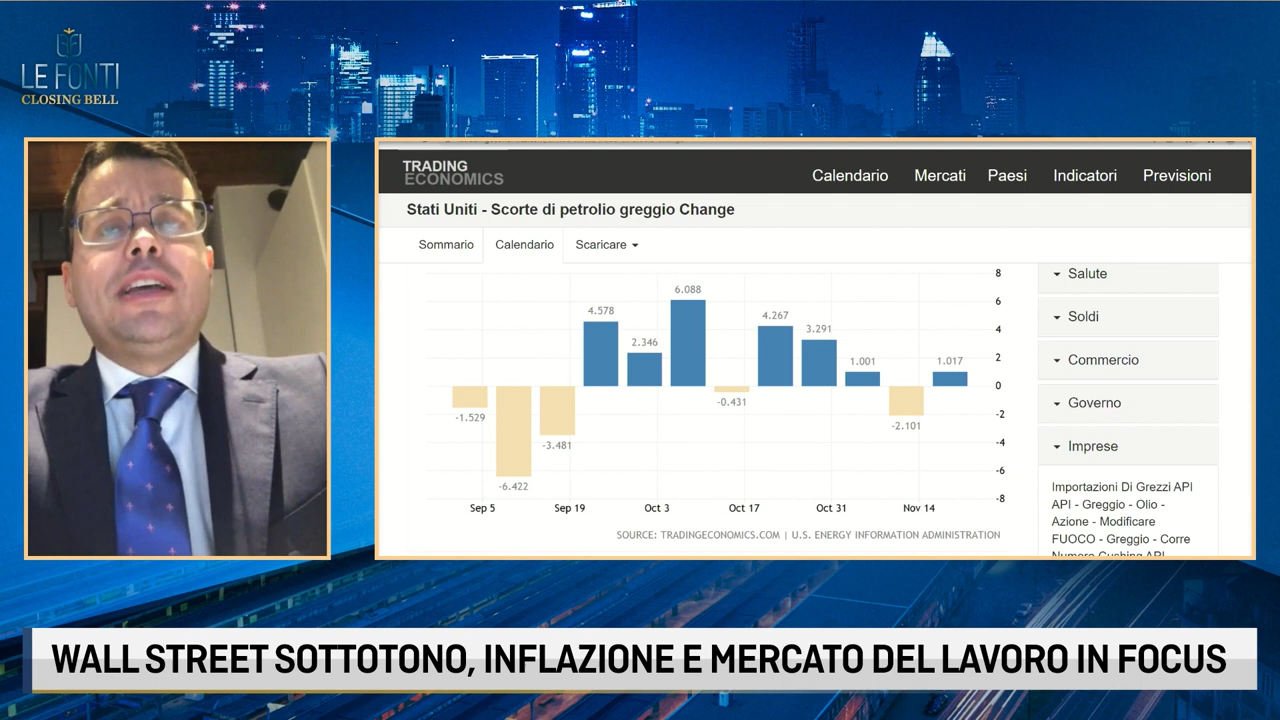 LE FONTI
CLOSING BELL
TRADING
ECONOMICS
Calendario Mercati Paesi Indicatori Previsioni
Stati Uniti - Scorte di petrolio greggio Change
Sommario Calendario Scaricare
8
6
4
2
0
-2
-4
-6
-8
-1.529
-6.422
-3.481
4.578
2.346
6.088
-0.431
4.267
3.291
1.001
-2.101
1.017
Sep 5 Sep 19 Oct 3 Oct 17 Oct 31 Nov 14
SOURCE: TRADINGECONOMICS.COM | U.S. ENERGY INFORMATION ADMINISTRATION
Salute
Soldi
Commercio
Governo
Imprese
Importazioni Di Grezzi API
API - Greggio - Olio -
Azione - Modificare
FUOCO - Greggio - Corre
Numero Cushing API
WALL STREET SOTTOTONO, INFLAZIONE E MERCATO DEL LAVORO IN FOCUS